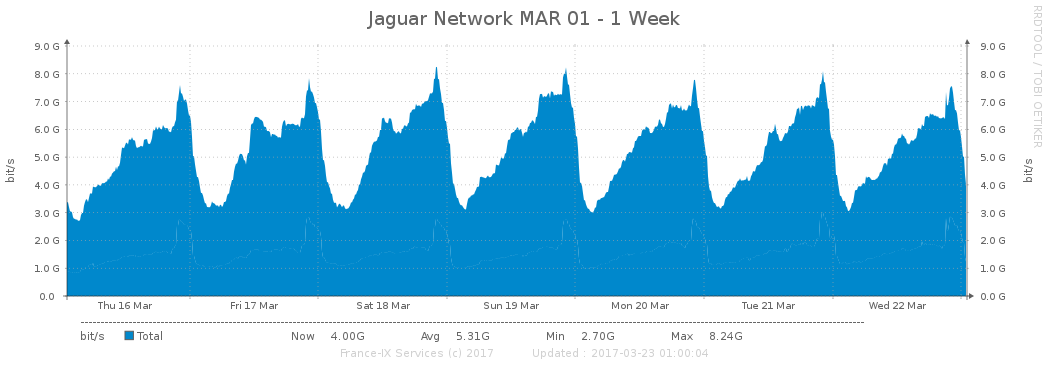 Jaguar Network MAR 01 - 1 Week
RRDTOOL / TOBI OETIKER
bit/s
bit/s
9.0 G 9.0 G
8.0 G 8.0 G
7.0 G 7.0 G
6.0 G 6.0 G
5.0 G 5.0 G
4.0 G 4.0 G
3.0 G 3.0 G
2.0 G 2.0 G
1.0 G 1.0 G
0.0 0.0 G
Thu 16 Mar Fri 17 Mar Sat 18 Mar Sun 19 Mar Mon 20 Mar Tue 21 Mar Wed 22 Mar
bit/s Total Now 4.00G Avg 5.31G Min 2.70G Max 8.24G
France-IX Services (c) 2017 Updated : 2017-03-23 01:00:04